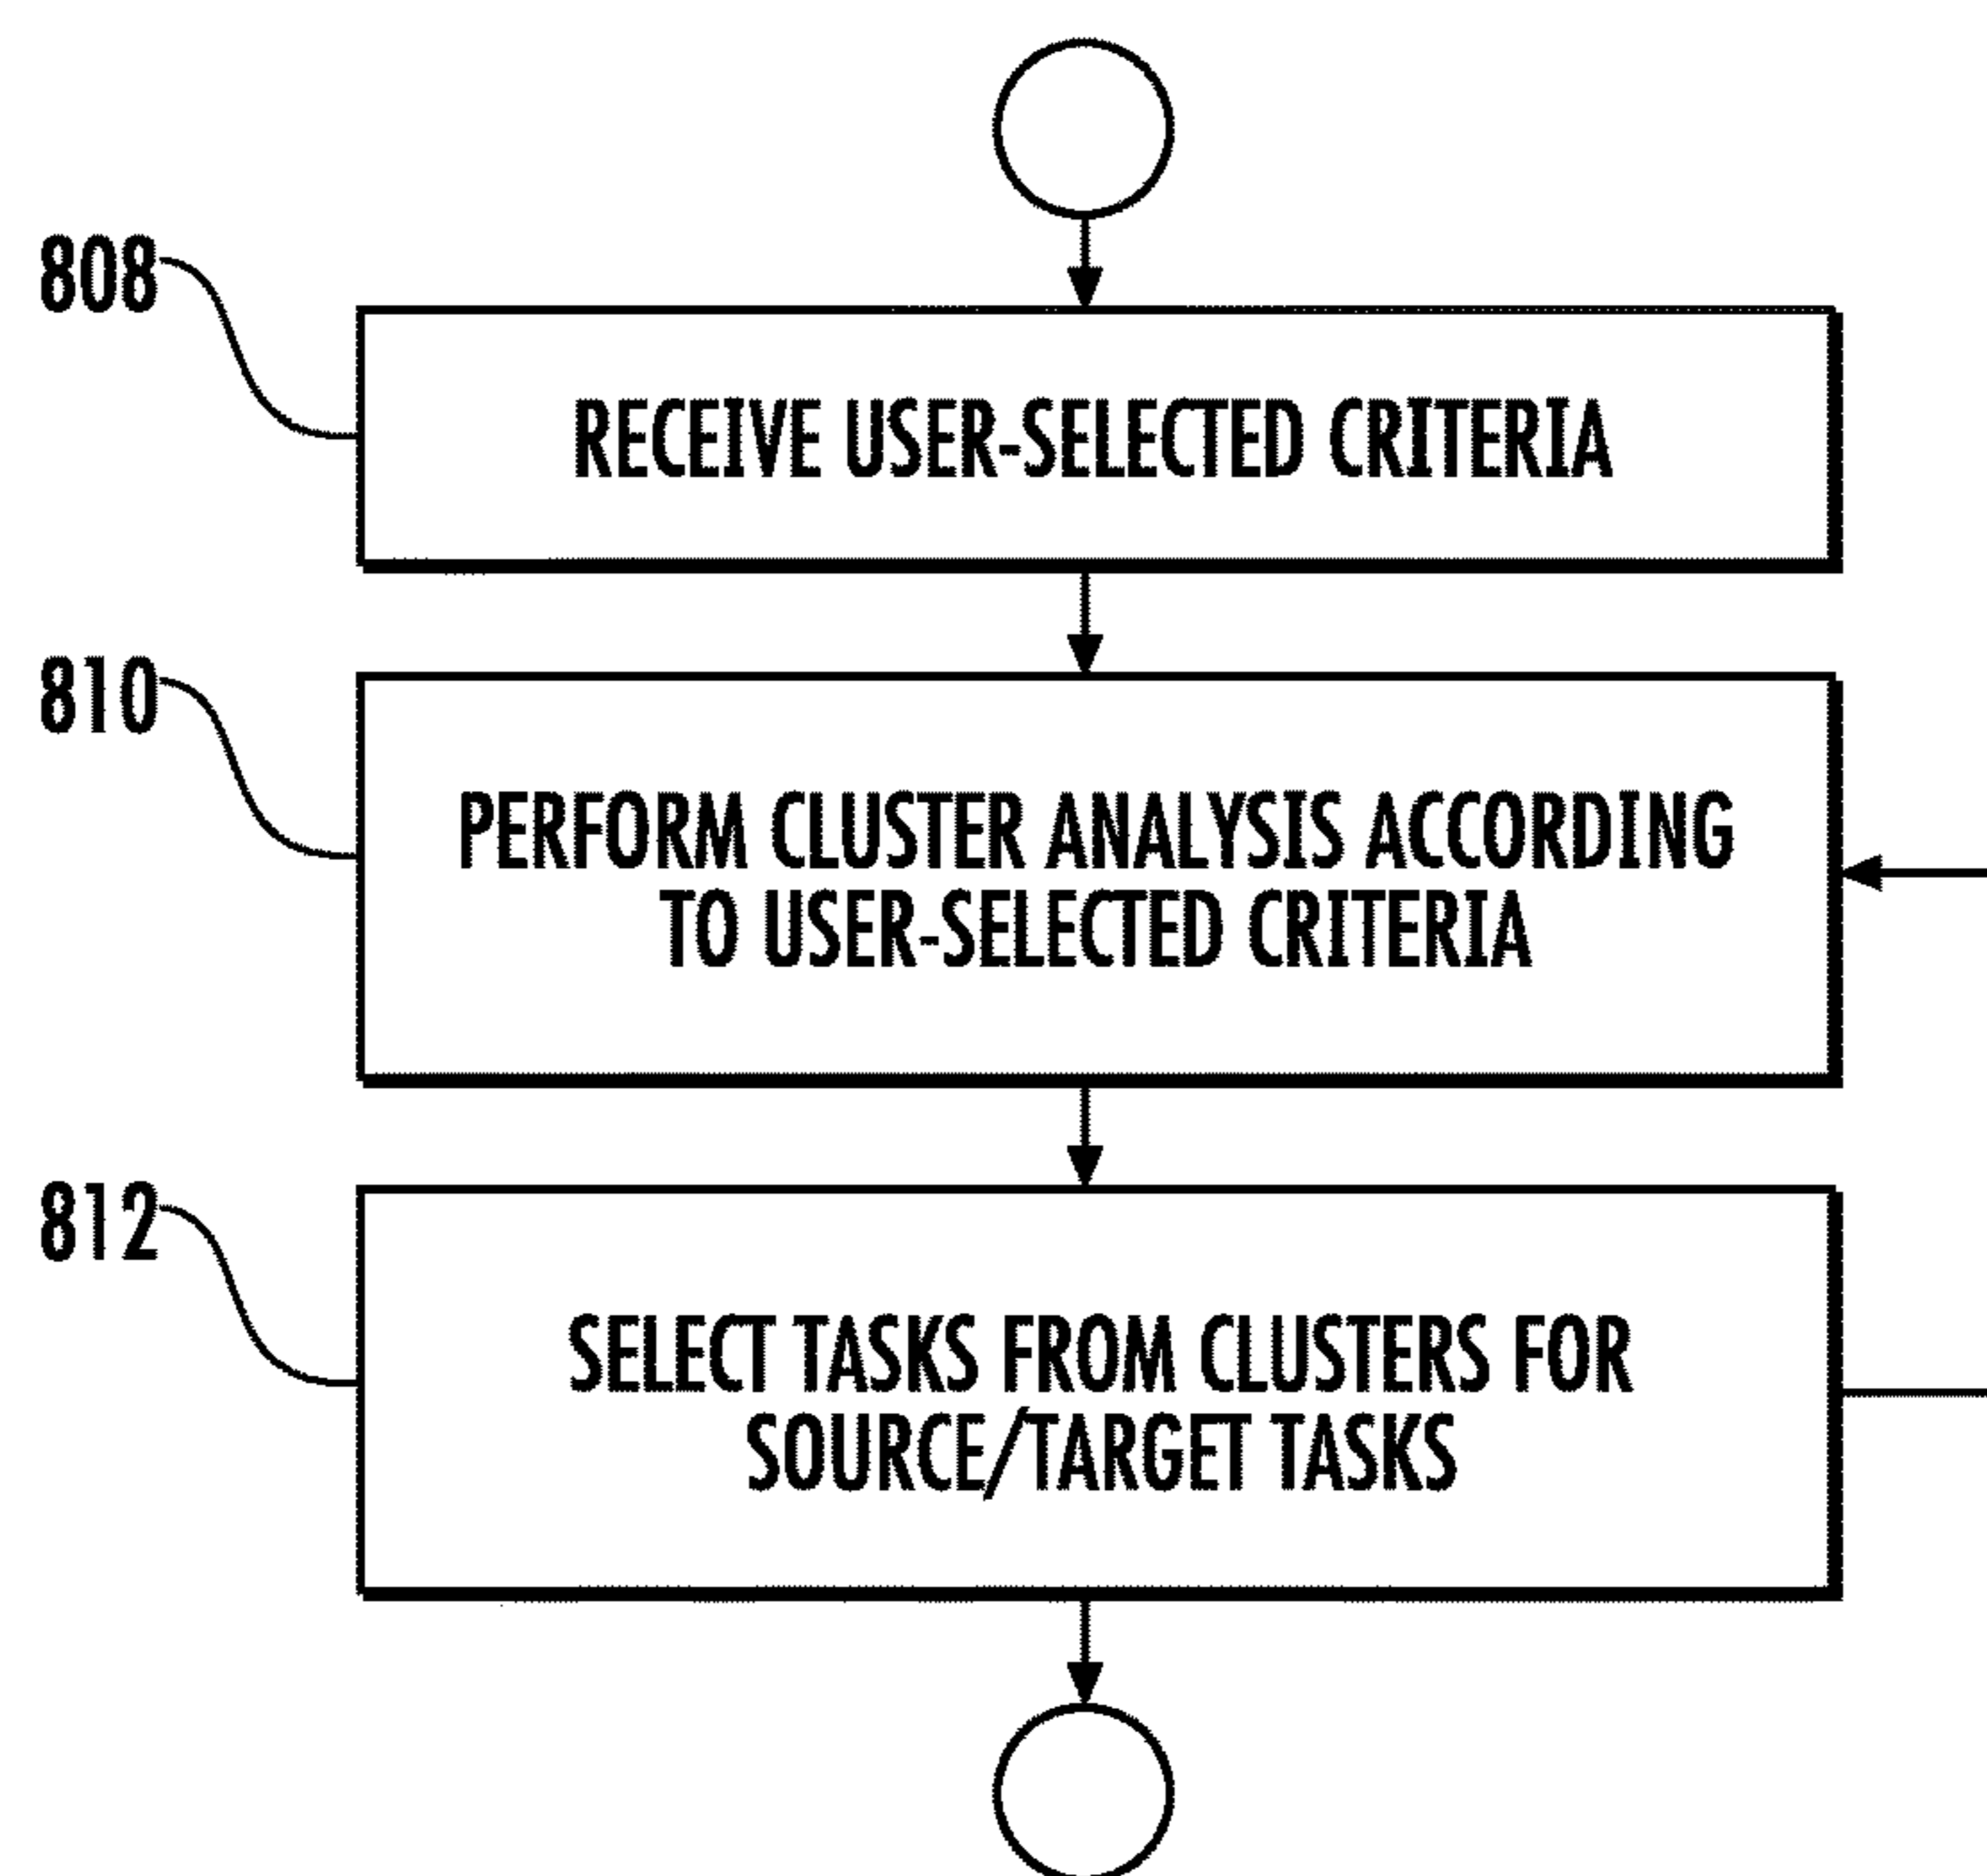 808
RECEIVE USER-SELECTED CRITERIA
810
PERFORM CLUSTER ANALYSIS ACCORDING
TO USER-SELECTED CRITERIA
812
SELECT TASKS FROM CLUSTERS FOR
SOURCE/TARGET TASKS